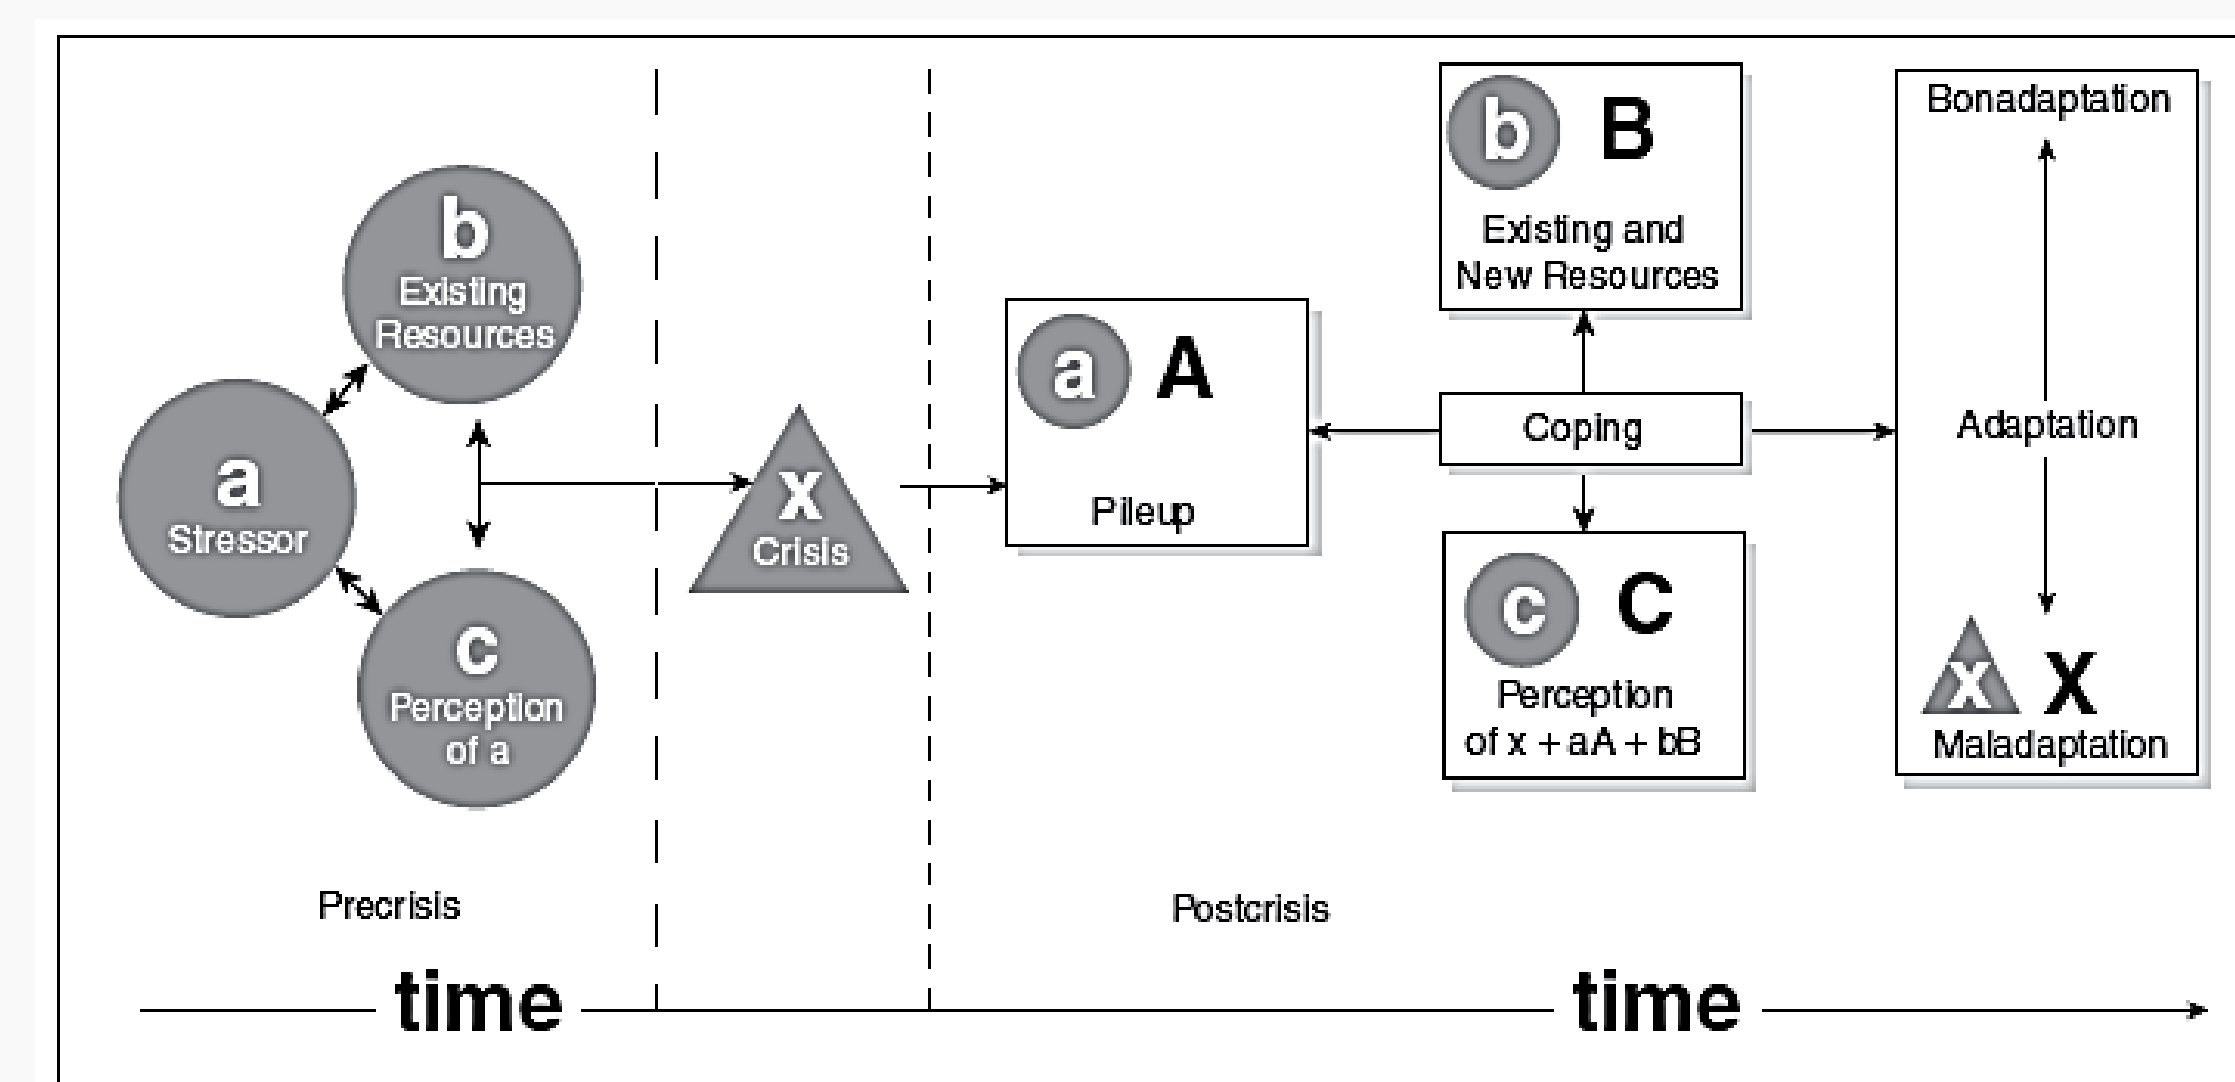 b
Existing
Resources
a
Stressor
c
Perception
of a
x
Crisis
a A
Pileup
b B
Existing and
New Resources
Coping
c C
Perception
of x + aA + bB
Bonadaptation
Adaptation
x X
Maladaptation
Precrisis
Postcrisis
time
time